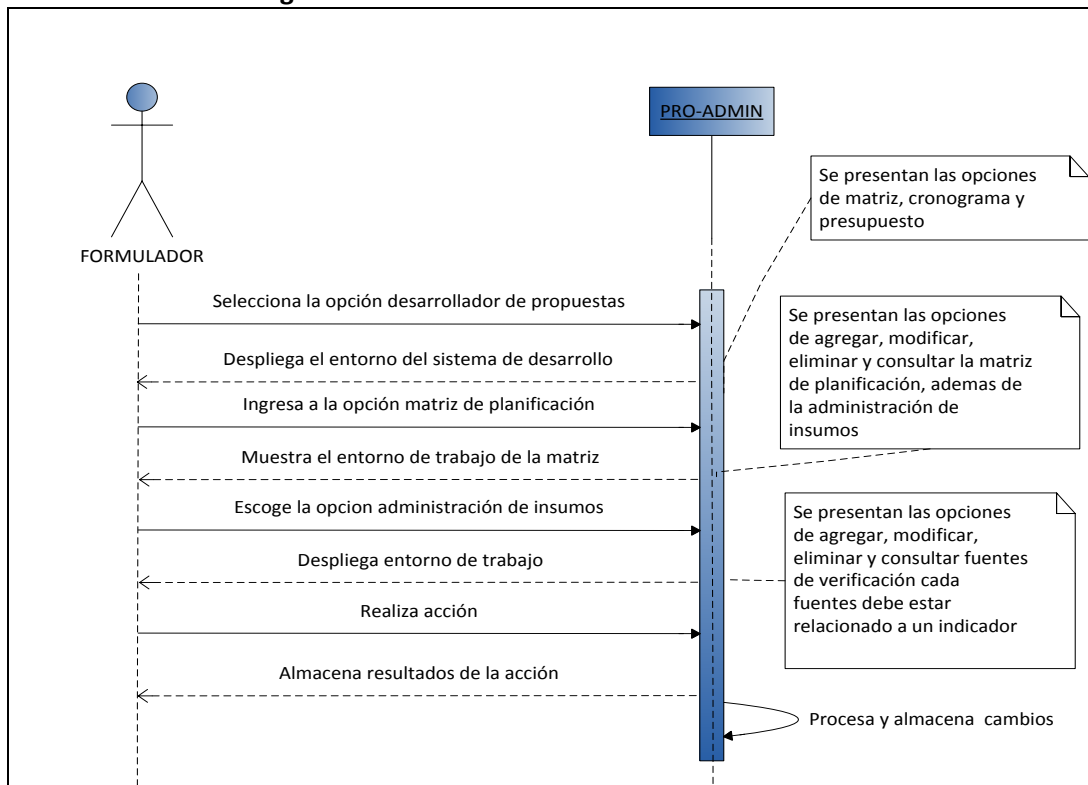 PRO-ADMIN
Se presentan las opciones
de matriz, cronograma y
presupuesto
FORMULADOR
Selecciona la opción desarrollador de propuestas
Despliega el entorno del sistema de desarrollo
Ingresa a la opción matriz de planificación
Muestra el entorno de trabajo de la matriz
Se presentan las opciones
de agregar, modificar,
eliminar y consultar la matriz
de planificación, ademas de
la administración de
insumos
Escoge la opcion administración de insumos
Despliega entorno de trabajo
Realiza acción
Se presentan las opciones
de agregar, modificar,
eliminar y consultar fuentes
de verificación cada
fuentes debe estar
relacionado a un indicador
Almacena resultados de la acción
Procesa y almacena cambios